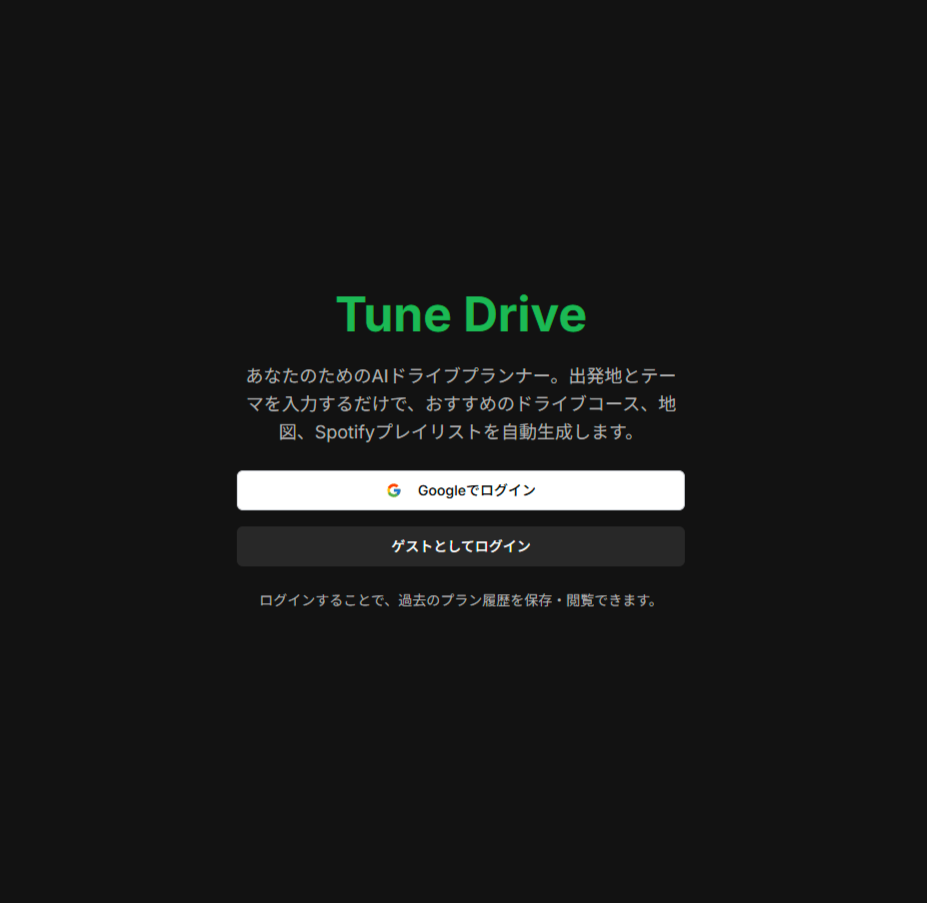 Tune Drive
あなたのためのAIドライブプランナー。出発地とテー
マを入力するだけで、おすすめのドライブコース、地
図、Spotifyプレイリストを自動生成します。
Googleでログイン
ゲストとしてログイン
ログインすることで、過去のプラン履歴を保存・閲覧できます。